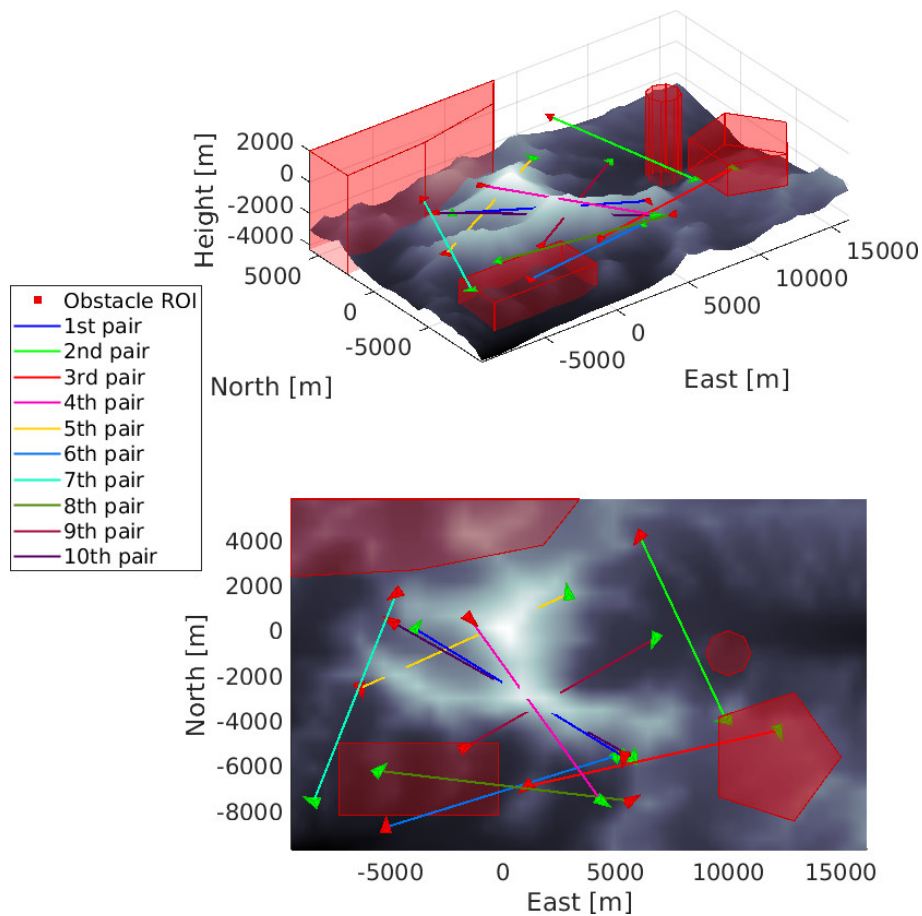 2000
0
-2000
-4000
Height [m]
5000
0
-5000
North [m]
-5000
0
5000
10000
15000
East [m]
Obstacle ROI
1st pair
2nd pair
3rd pair
4th pair
5th pair
6th pair
7th pair
8th pair
9th pair
10th pair
4000
2000
0
-2000
-4000
-6000
-8000
North [m]
-5000 0 5000 10000 15000
East [m]